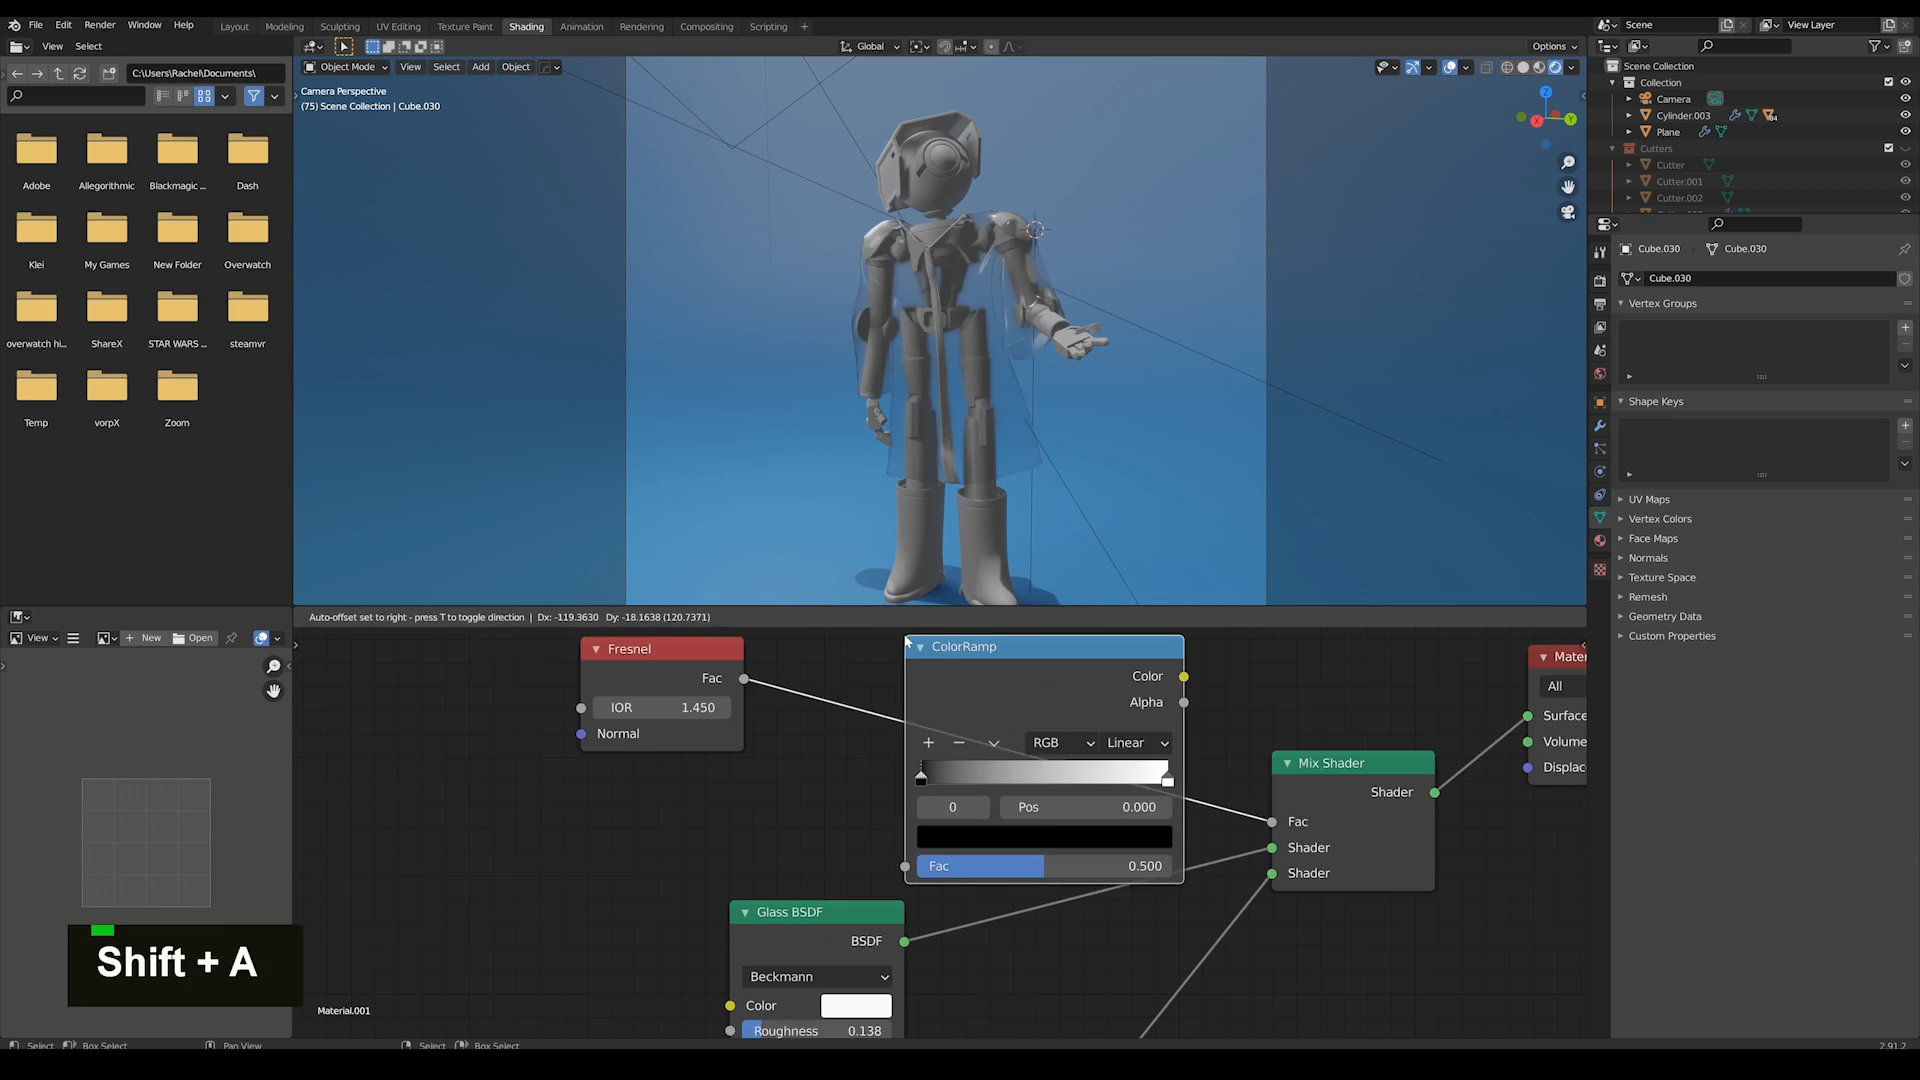 File Edit Render Window Help
Layout Modeling Sculpting UV Editing Texture Paint Shading Animation Rendering Compositing Scripting +
Scene
View Layer
View Select
Global
Options
C:\Users\Rachel\Documents\
Object Mode View Select Add Object
Camera Perspective
(75) Scene Collection | Cube.030
Z
Y
X
Adobe Allegorithmic Blackmagic ... Dash
Klei My Games New Folder Overwatch
overwatch hi... ShareX STAR WARS ... steamvr
Temp vorpX Zoom
Scene Collection
Collection
Camera
Cylinder.003
Plane
Cutters
Cutter
Cutter.001
Cutter.002
Cube.030 Cube.030
Cube.030
Vertex Groups
Shape Keys
UV Maps
Vertex Colors
Face Maps
Normals
Texture Space
Remesh
Geometry Data
Custom Properties
Auto-offset set to right - press T to toggle direction | Dx: -119.3630 Dy: -18.1638 (120.7371)
View New Open
Fresnel
Fac
IOR 1.450
Normal
ColorRamp
Color
Alpha
RGB Linear
0 Pos 0.000
Fac 0.500
Mix Shader
Shader
Fac
Shader
Shader
Mater
All
Surface
Volume
Displac
Glass BSDF
BSDF
Beckmann
Color
Roughness 0.138
Shift + A
Material.001
Select Box Select Pan View Select Box Select
2.91.2